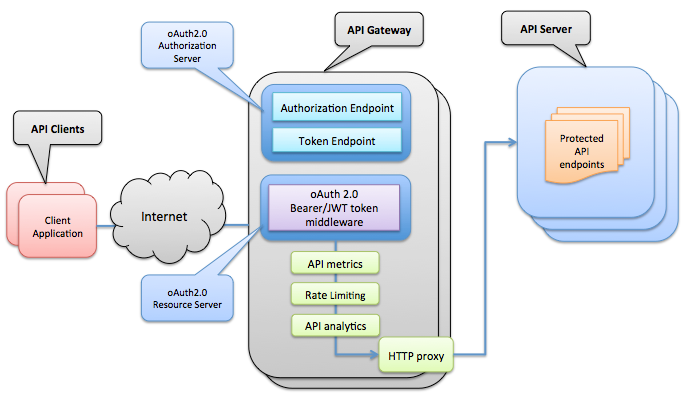 oAuth2.0
Authorization
Server
API Gateway
API Server
Authorization Endpoint
Token Endpoint
Protected
API
endpoints
API Clients
Client
Application
Internet
oAuth 2.0
Bearer/JWT token
middleware
API metrics
oAuth2.0
Resource Server
Rate Limiting
API analytics
HTTP proxy